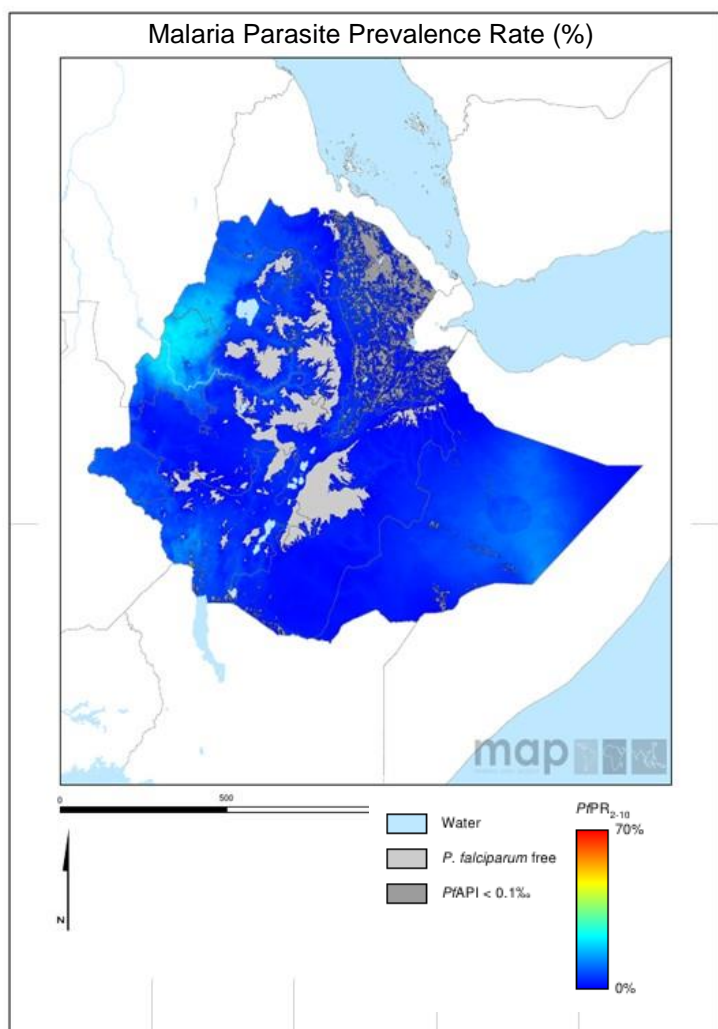 Malaria Parasite Prevalence Rate (%)
map
0 500
Water
P. falciparum free
PfAPI < 0.1‰
PfPR2-10
70%
0%
N